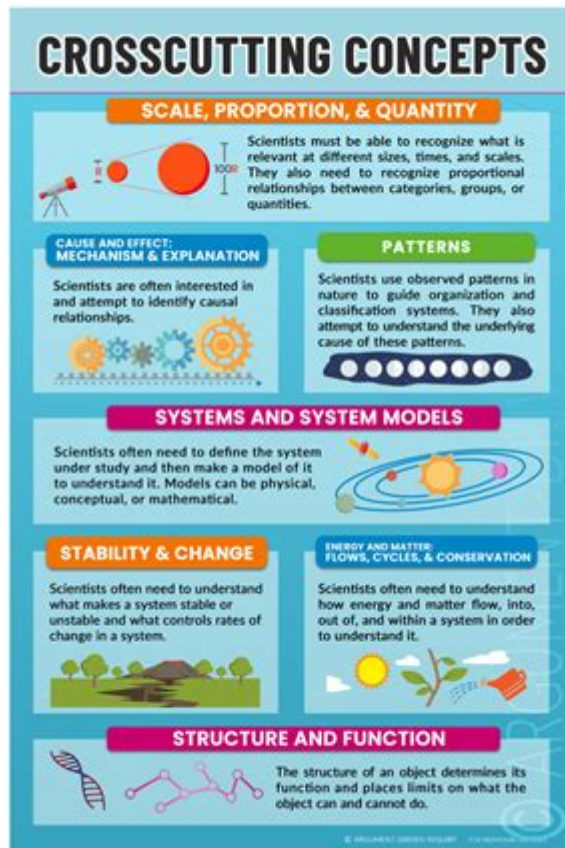 CROSSCUTTING CONCEPTS
SCALE, PROPORTION, & QUANTITY
Scientists must be able to recognize what is
relevant at different sizes, times, and scales.
They also need to recognize proportional
relationships between categories, groups, or
quantities.
R
100R
CAUSE AND EFFECT:
MECHANISM & EXPLANATION
Scientists are often interested in
and attempt to identify causal
relationships.
PATTERNS
Scientists use observed patterns in
nature to guide organization and
classification systems. They also
attempt to understand the underlying
cause of these patterns.
SYSTEMS AND SYSTEM MODELS
Scientists often need to define the system
under study and then make a model of it
to understand it. Models can be physical,
conceptual, or mathematical.
STABILITY & CHANGE
Scientists often need to understand
what makes a system stable or
unstable and what controls rates of
change in a system.
ENERGY AND MATTER:
FLOWS, CYCLES, & CONSERVATION
Scientists often need to understand
how energy and matter flow, into,
out of, and within a system in order
to understand it.
STRUCTURE AND FUNCTION
The structure of an object determines its
function and places limits on what the
object can and cannot do.
© ARGUMENT-DRIVEN INQUIRY